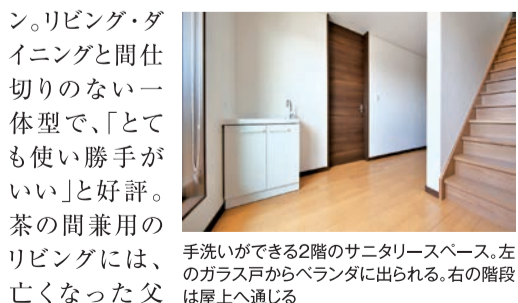 ン。リビング・ダ
イニングと間仕
切りのない一
体型で、「とて
も使い勝手が
いい」と好評。
茶の間兼用の
リビングには、
亡くなった父
手洗いができる2階のサニタリースペース。左
のガラス戸からベランダに出られる。右の階段
は屋上へ通じる